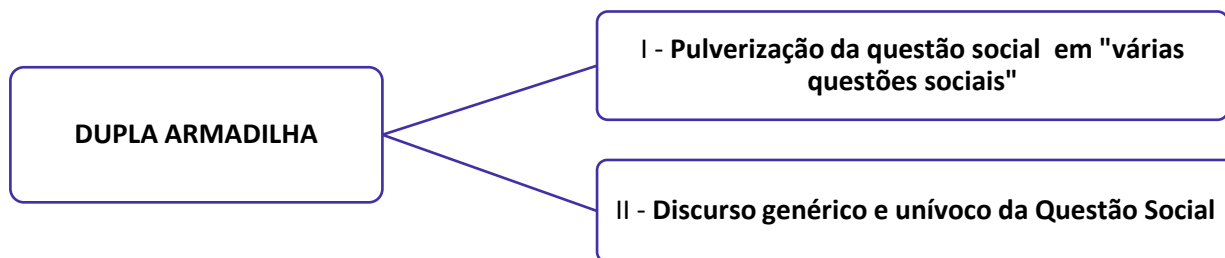 I - Pulverização da questão social em "várias
questões sociais"
DUPLA ARMADILHA
II - Discurso genérico e unívoco da Questão Social